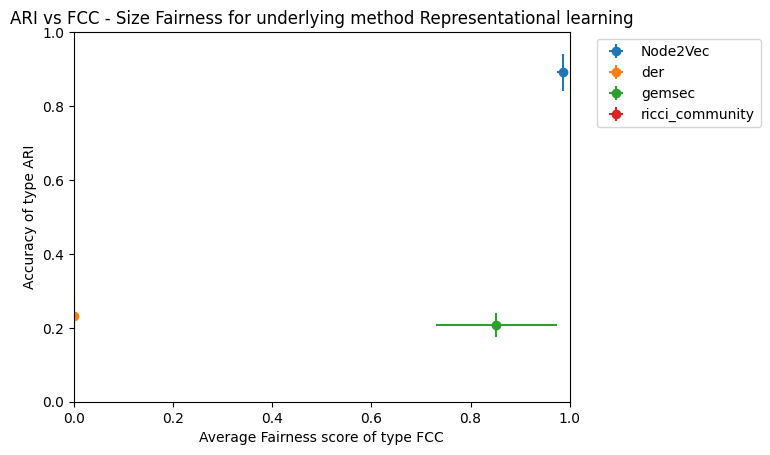 ARI vs FCC - Size Fairness for underlying method Representational learning
1.0
0.8
0.6
0.4
0.2
0.0
Accuracy of type ARI
0.0 0.2 0.4 0.6 0.8 1.0
Average Fairness score of type FCC
Node2Vec
der
gemsec
ricci_community